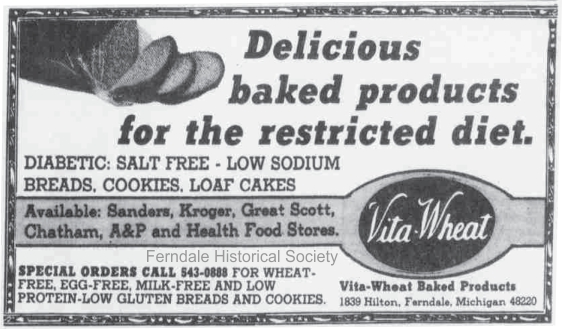 Delicious
baked products
for the restricted diet.
DIABETIC: SALT FREE - LOW SODIUM
BREADS, COOKIES, LOAF CAKES
Available: Sanders, Kroger, Great Scott,
Chatham, A&P and Health Food Stores.
Vita-Wheat
Ferndale Historical Society
SPECIAL ORDERS CALL 543-0888 FOR WHEAT-
FREE, EGG-FREE, MILK-FREE AND LOW
PROTEIN-LOW GLUTEN BREADS AND COOKIES.
Vita-Wheat Baked Products
1839 Hilton, Ferndale, Michigan 48220